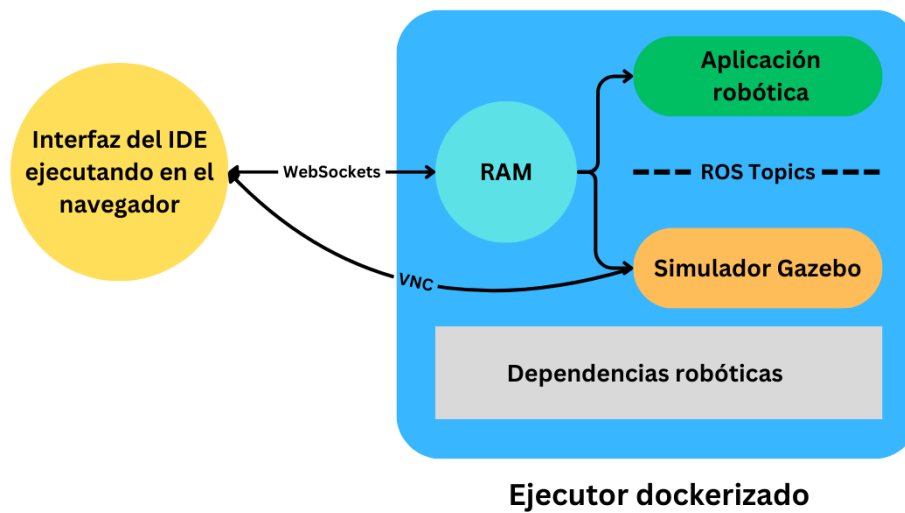 Interfaz del IDE
ejecutando en el
navegador
WebSockets
RAM
Aplicación
robótica
ROS Topics
Simulador Gazebo
VNC
Dependencias robóticas
Ejecutor dockerizado